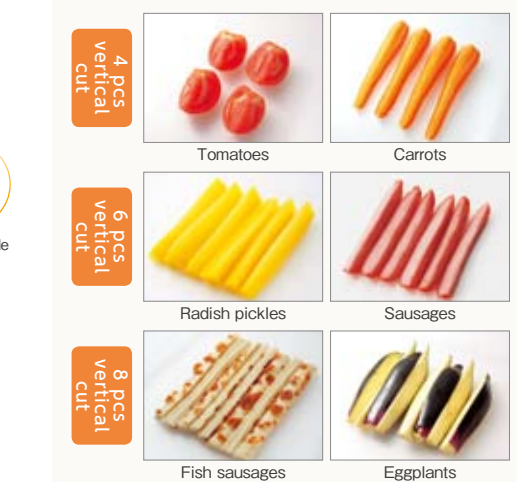 4 pcs
vertical
cut
Tomatoes
Carrots
6 pcs
vertical
cut
Radish pickles
Sausages
8 pcs
vertical
cut
Fish sausages
Eggplants